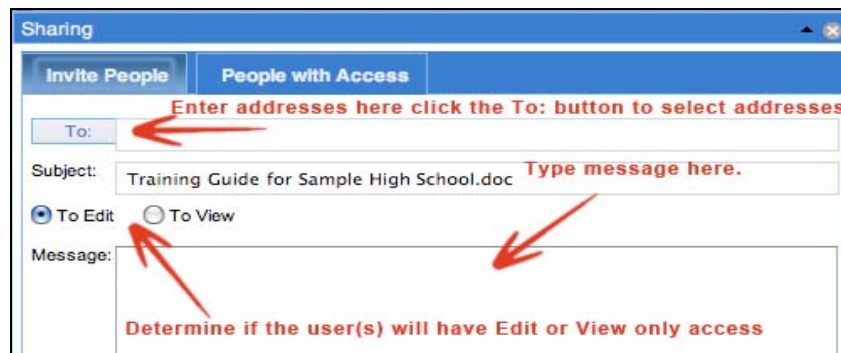 Sharing
Invite People People with Access
Enter addresses here click the To: button to select addresses
To:
Subject: Training Guide for Sample High School.doc Type message here.
To Edit To View
Message:
Determine if the user(s) will have Edit or View only access